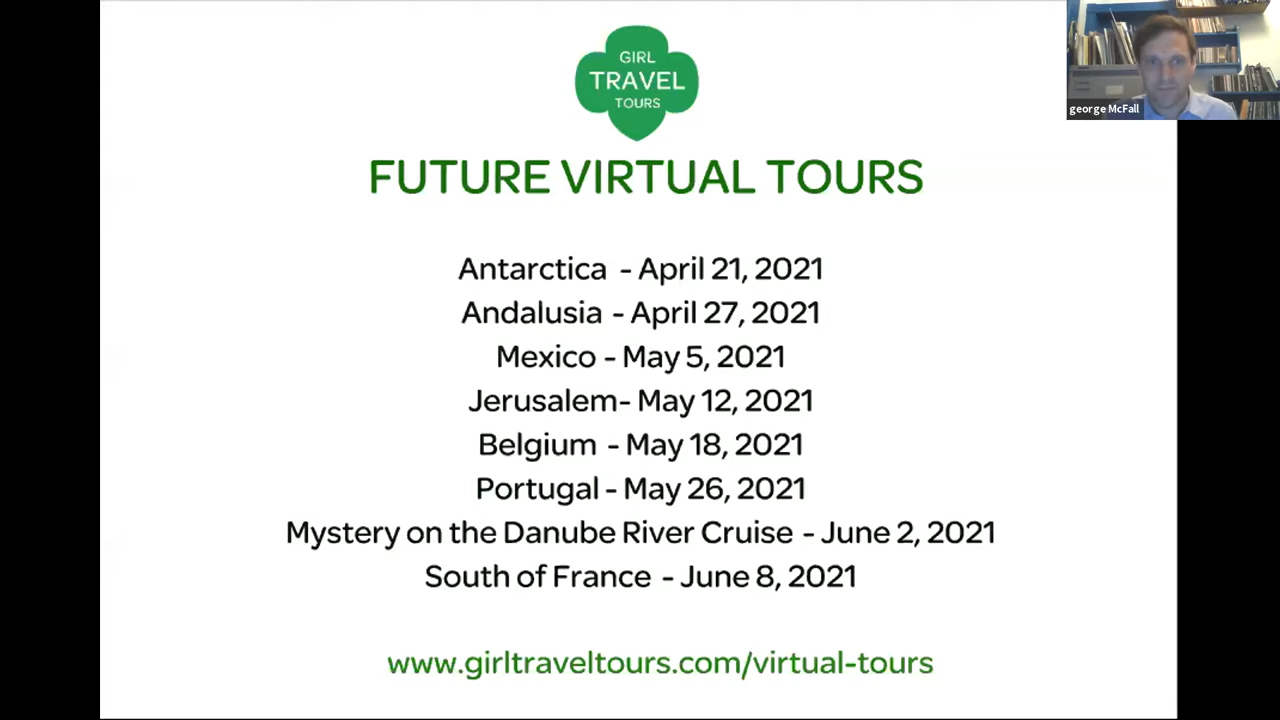 GIRL
TRAVEL
TOURS
george McFall
FUTURE VIRTUAL TOURS
Antarctica - April 21, 2021
Andalusia - April 27, 2021
Mexico - May 5, 2021
Jerusalem- May 12, 2021
Belgium - May 18, 2021
Portugal - May 26, 2021
Mystery on the Danube River Cruise - June 2, 2021
South of France - June 8, 2021
www.girltraveltours.com/virtual-tours